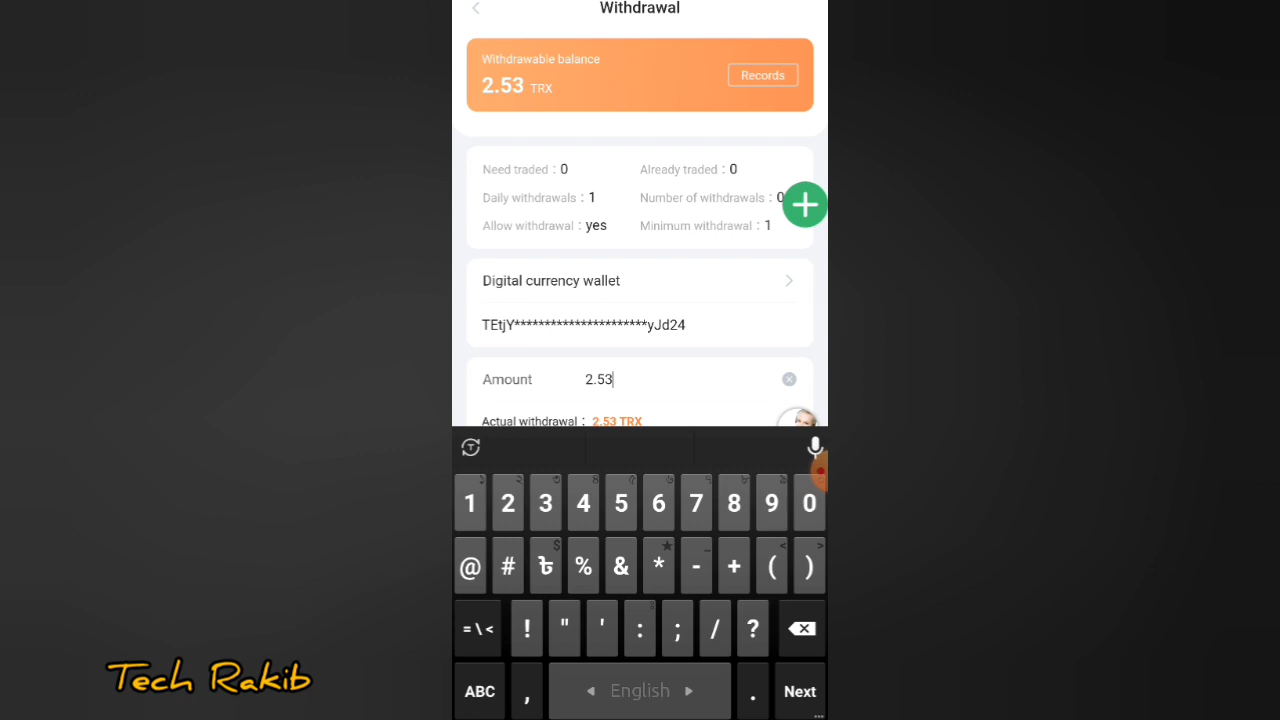 Withdrawal
Withdrawable balance
2.53 TRX
Records
Need traded : 0
Already traded : 0
Daily withdrawals : 1
Number of withdrawals : 0
Allow withdrawal : yes
Minimum withdrawal : 1
Digital currency wallet
TEtjY**********************yJd24
Amount 2.53
Actual withdrawal : 2.53 TRX
1 2 3 4 5 6 7 8 9 0
@ # ৳ % & * - + ( )
=\< ! " ' : ; / ?
ABC , English . Next
Tech Rakib